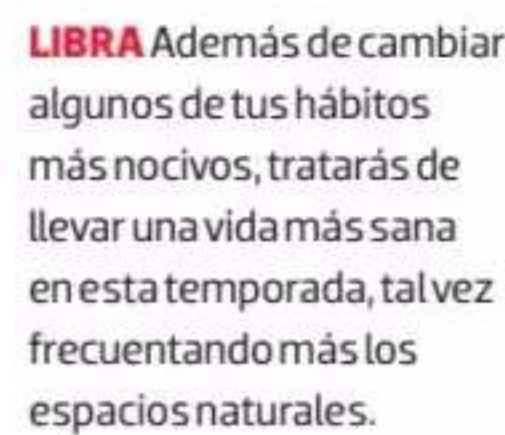 LIBRA Además de cambiar
algunos de tus hábitos
más nocivos, tratarás de
llevar una vida más sana
en esta temporada, tal vez
frecuentando más los
espacios naturales.